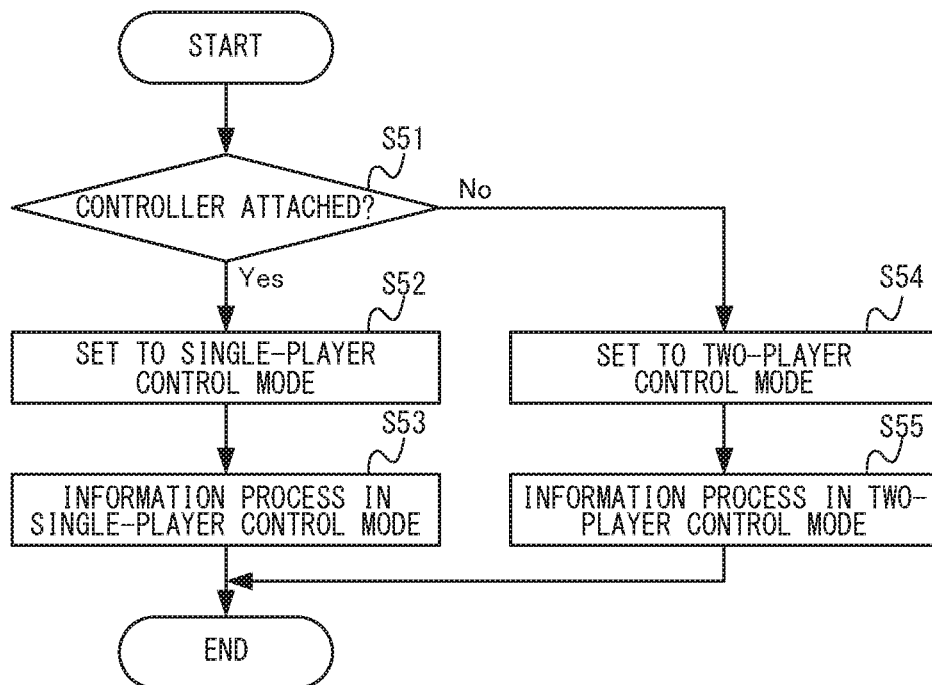 START
S51
CONTROLLER ATTACHED?
No
Yes
S52
SET TO SINGLE-PLAYER
CONTROL MODE
S54
SET TO TWO-PLAYER
CONTROL MODE
S53
INFORMATION PROCESS IN
SINGLE-PLAYER CONTROL MODE
S55
INFORMATION PROCESS IN TWO-
PLAYER CONTROL MODE
END